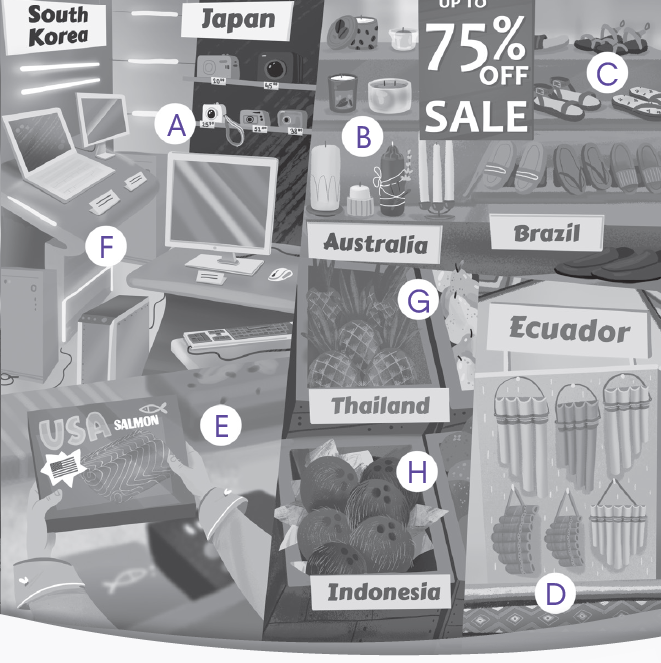 South
Korea
Japan
UP TO
75%
OFF
SALE
A
B
C
F
Australia
Brazil
G
Ecuador
Thailand
USA SALMON
E
H
Indonesia
D